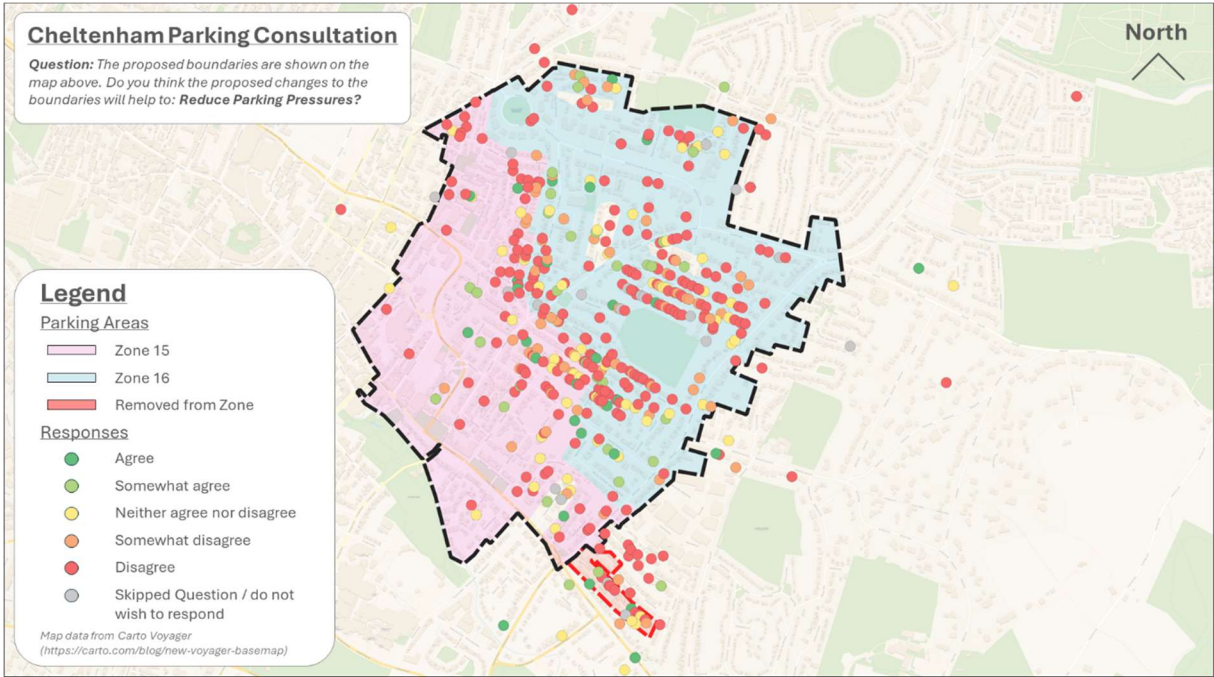 Cheltenham Parking Consultation
Question: The proposed boundaries are shown on the
map above. Do you think the proposed changes to the
boundaries will help to: Reduce Parking Pressures?
North
Legend
Parking Areas
Zone 15
Zone 16
Removed from Zone
Responses
Agree
Somewhat agree
Neither agree nor disagree
Somewhat disagree
Disagree
Skipped Question / do not
wish to respond
Map data from Carto Voyager
(https://carto.com/blog/new-voyager-basemap)